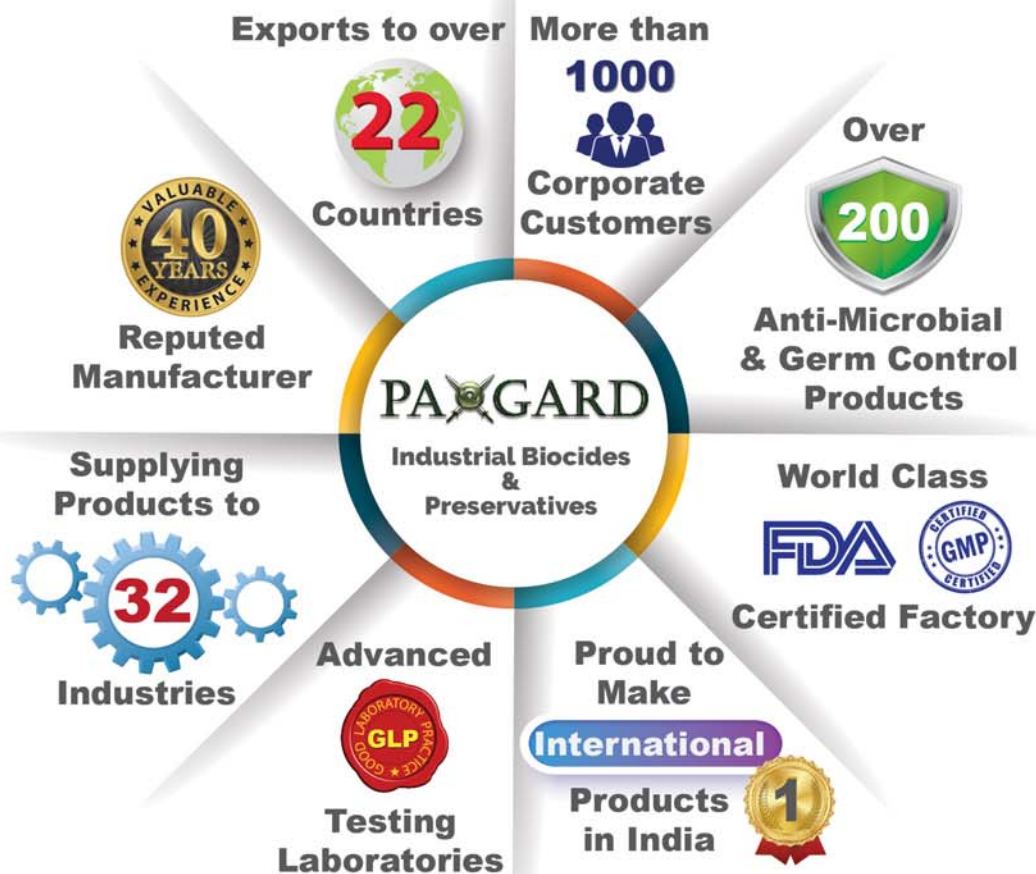 Exports to over
22
Countries
More than
1000
Corporate
Customers
Over
200
Anti-Microbial
& Germ Control
Products
World Class
FDA
CERTIFIED
GMP
CERTIFIED
Certified Factory
Proud to
Make
International
Products
in India
1
Advanced
GOOD LABORATORY PRACTICE
GLP
Testing
Laboratories
Supplying
Products to
32
Industries
VALUABLE
40
YEARS
EXPERIENCE
Reputed
Manufacturer
PAXGARD
Industrial Biocides
&
Preservatives